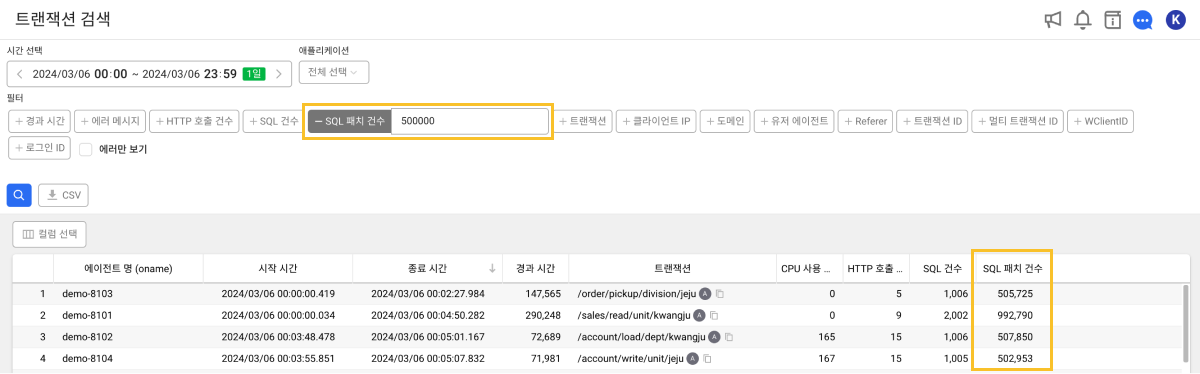 트랜잭션 검색
K
시간 선택
애플리케이션
2024/03/06 00:00 ~ 2024/03/06 23:59 1일
전체 선택
필터
+ 경과 시간 + 에러 메시지 + HTTP 호출 건수 + SQL 건수 − SQL 패치 건수 500000 + 트랜잭션 + 클라이언트 IP + 도메인 + 유저 에이전트 + Referer + 트랜잭션 ID + 멀티 트랜잭션 ID + WClientID
+ 로그인 ID 에러만 보기
CSV
컬럼 선택
에이전트 명 (oname) 시작 시간 종료 시간 ↓ 경과 시간 트랜잭션 CPU 사용 ... HTTP 호출 ... SQL 건수 SQL 패치 건수
1 demo-8103 2024/03/06 00:00:00.419 2024/03/06 00:02:27.984 147,565 /order/pickup/division/jeju A 0 5 1,006 505,725
2 demo-8101 2024/03/06 00:00:00.034 2024/03/06 00:04:50.282 290,248 /sales/read/unit/kwangju A 0 9 2,002 992,790
3 demo-8102 2024/03/06 00:03:48.478 2024/03/06 00:05:01.167 72,689 /account/load/dept/kwangju A 165 15 1,006 507,850
4 demo-8104 2024/03/06 00:03:55.851 2024/03/06 00:05:07.832 71,981 /account/write/unit/jeju A 167 15 1,005 502,953